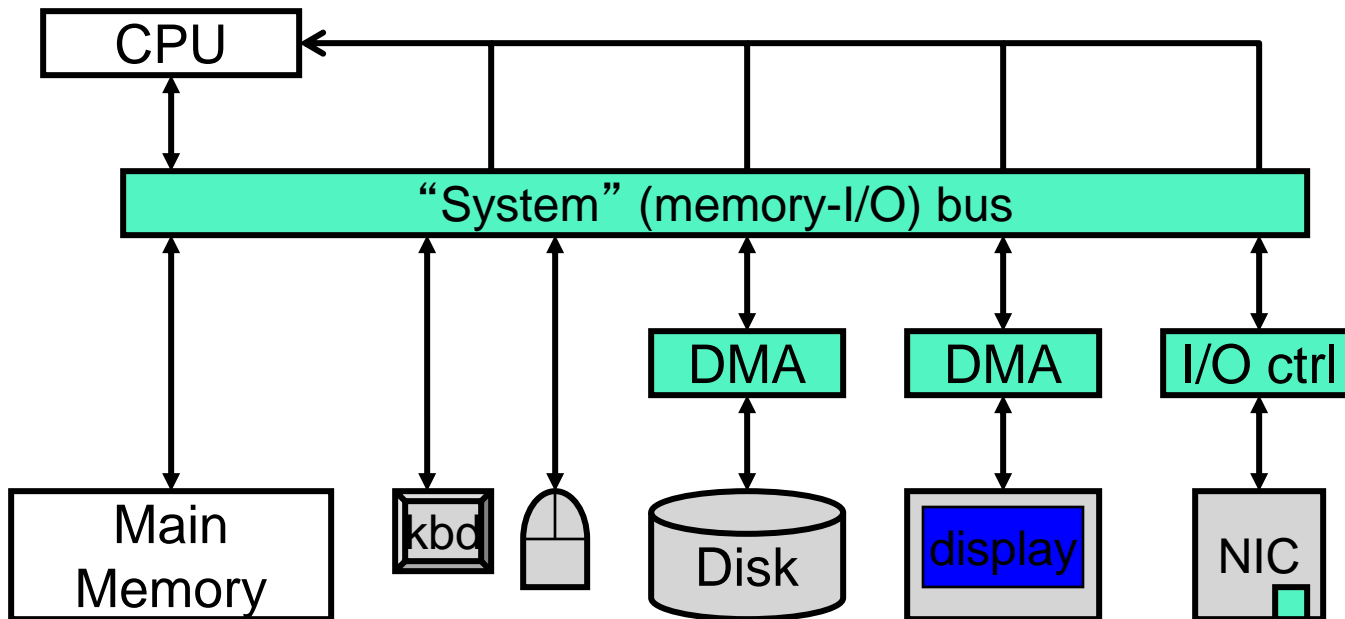 CPU
“System” (memory-I/O) bus
DMA
DMA
I/O ctrl
Main
Memory
kbd
Disk
display
NIC